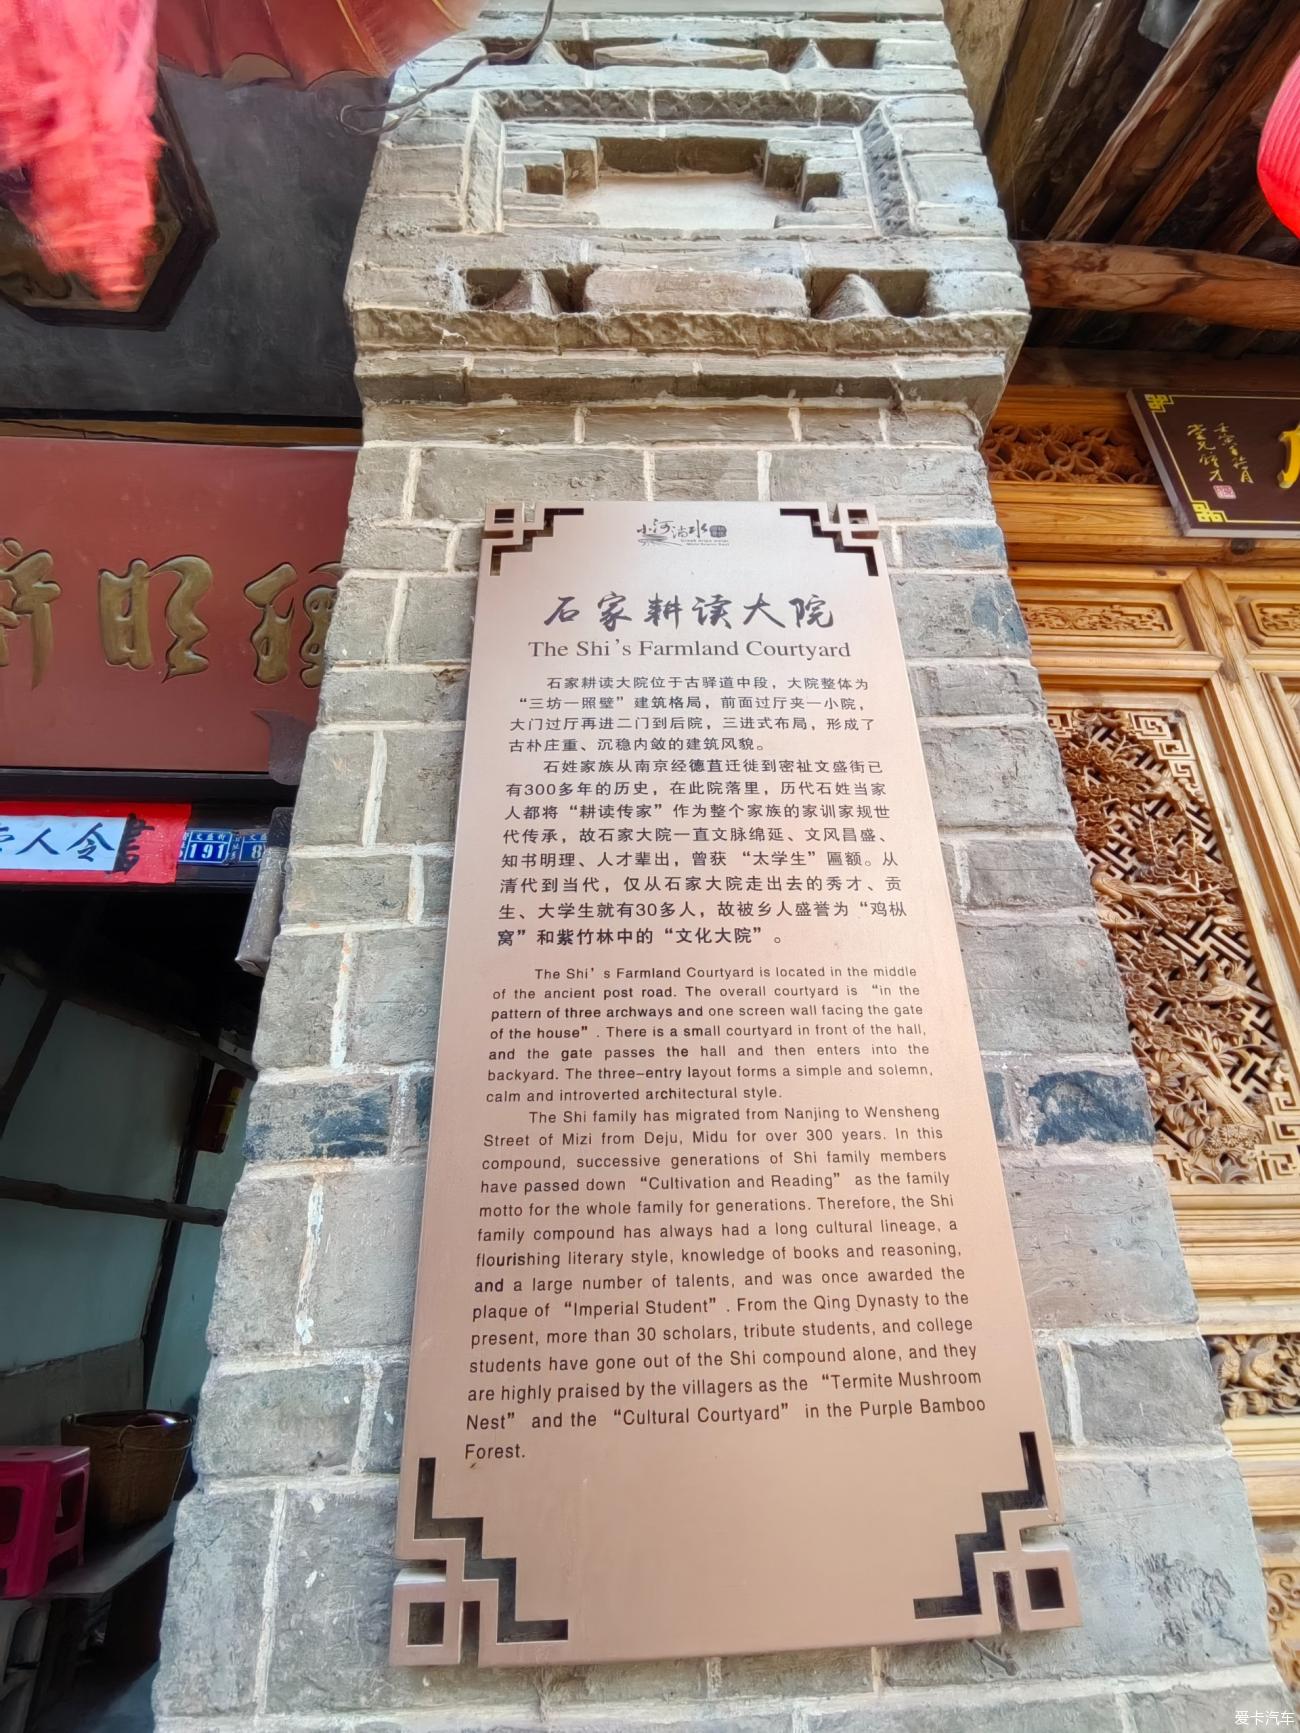 小河淌水
石家耕读大院
The Shi's Farmland Courtyard
石家耕读大院位于古驿道中段，大院整体为
“三坊一照壁”建筑格局，前面过厅夹一小院，
大门过厅再进二门到后院，三进式布局，形成了
古朴庄重、沉稳内敛的建筑风貌。
石姓家族从南京经德苴迁徙到密祉文盛街已
有300多年的历史，在此院落里，历代石姓当家
人都将“耕读传家”作为整个家族的家训家规世
代传承，故石家大院一直文脉绵延、文风昌盛、
知书明理、人才辈出，曾获“太学生”匾额。从
清代到当代，仅从石家大院走出去的秀才、贡
生、大学生就有30多人，故被乡人盛誉为“鸡枞
窝”和紫竹林中的“文化大院”。
The Shi's Farmland Courtyard is located in the middle
of the ancient post road. The overall courtyard is “in the
pattern of three archways and one screen wall facing the gate
of the house”. There is a small courtyard in front of the hall,
and the gate passes the hall and then enters into the
backyard. The three-entry layout forms a simple and solemn,
calm and introverted architectural style.
The Shi family has migrated from Nanjing to Wensheng
Street of Mizi from Deju, Midu for over 300 years. In this
compound, successive generations of Shi family members
have passed down “Cultivation and Reading” as the family
motto for the whole family for generations. Therefore, the Shi
family compound has always had a long cultural lineage, a
flourishing literary style, knowledge of books and reasoning,
and a large number of talents, and was once awarded the
plaque of “Imperial Student”. From the Qing Dynasty to the
present, more than 30 scholars, tribute students, and college
students have gone out of the Shi compound alone, and they
are highly praised by the villagers as the “Termite Mushroom
Nest” and the “Cultural Courtyard” in the Purple Bamboo
Forest.
人令
文盛街
191
爱卡汽车